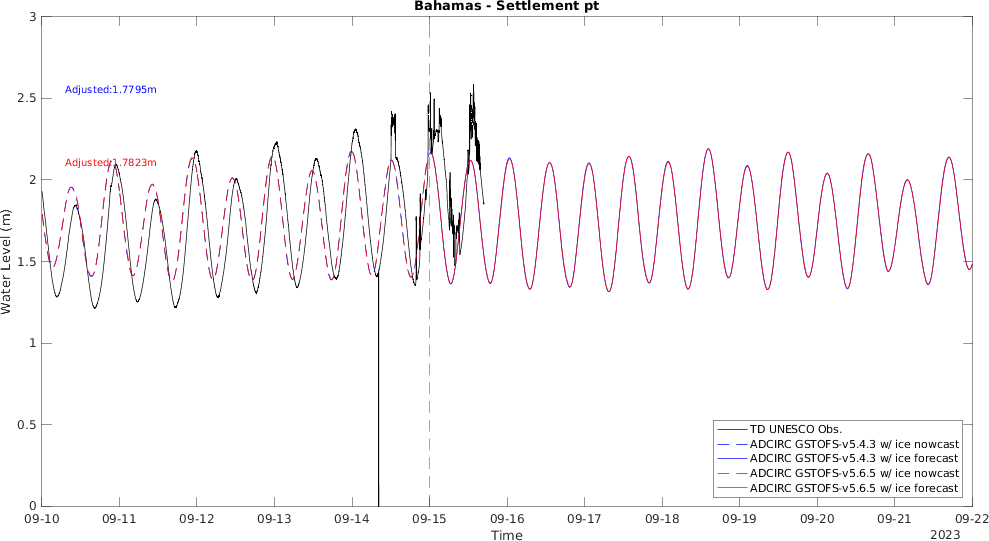 Bahamas - Settlement pt
3
2.5
2
1.5
1
0.5
0
Water Level (m)
Adjusted:1.7795m
Adjusted:1.7823m
TD UNESCO Obs.
ADCIRC GSTOFS-v5.4.3 w/ ice nowcast
ADCIRC GSTOFS-v5.4.3 w/ ice forecast
ADCIRC GSTOFS-v5.6.5 w/ ice nowcast
ADCIRC GSTOFS-v5.6.5 w/ ice forecast
09-10 09-11 09-12 09-13 09-14 09-15 09-16 09-17 09-18 09-19 09-20 09-21 09-22
Time
2023